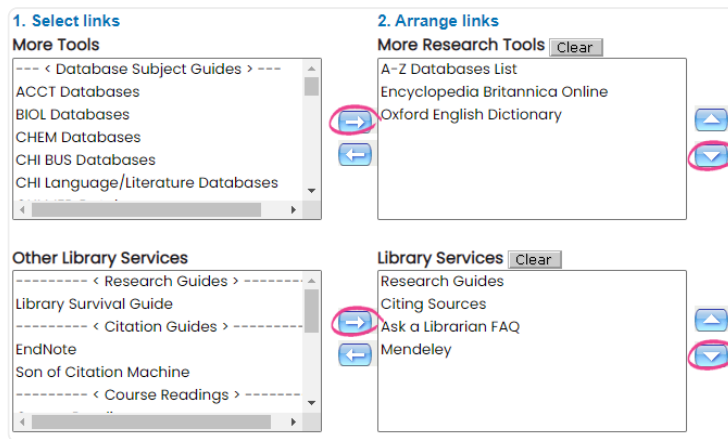 1. Select links
2. Arrange links
More Tools
More Research Tools Clear
--- < Database Subject Guides > ---
ACCT Databases
BIOL Databases
CHEM Databases
CHI BUS Databases
CHI Language/Literature Databases
A-Z Databases List
Encyclopedia Britannica Online
Oxford English Dictionary
Other Library Services
Library Services Clear
--------- < Research Guides > ---------
Library Survival Guide
--------- < Citation Guides > ---------
EndNote
Son of Citation Machine
--------- < Course Readings > -------
Research Guides
Citing Sources
Ask a Librarian FAQ
Mendeley